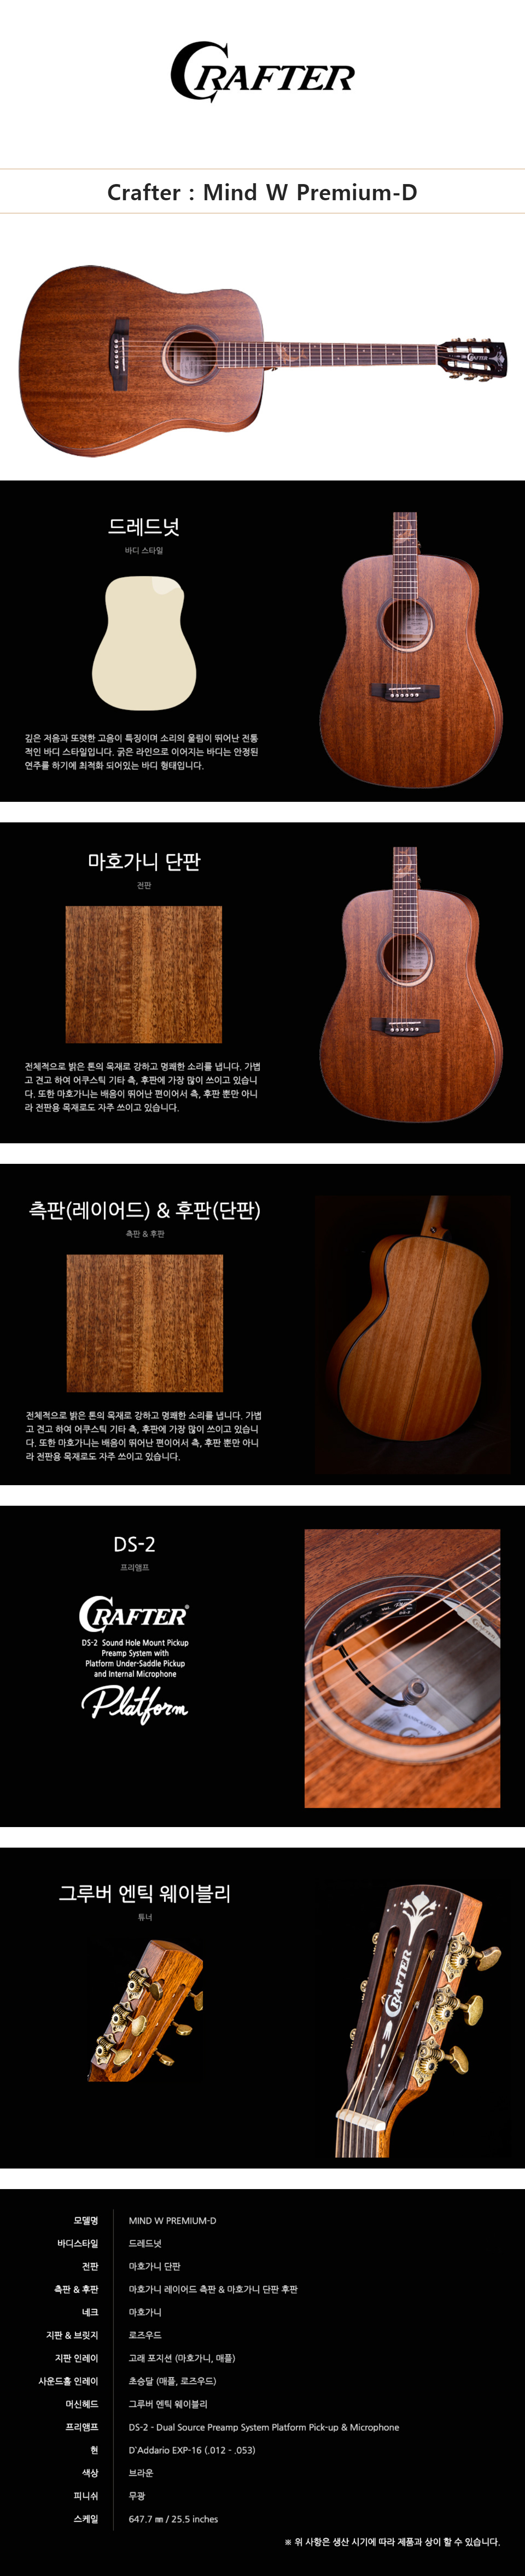 CRAFTER
Crafter : Mind W Premium-D
CRAFTER
드레드넛
바디 스타일
깊은 저음과 또렷한 고음이 특징이며 소리의 울림이 뛰어난 전통
적인 바디 스타일입니다. 굵은 라인으로 이어지는 바디는 안정된
연주를 하기에 최적화 되어있는 바디 형태입니다.
마호가니 단판
전판
전체적으로 밝은 톤의 목재로 강하고 명쾌한 소리를 냅니다. 가볍
고 견고 하여 어쿠스틱 기타 측, 후판에 가장 많이 쓰이고 있습니
다. 또한 마호가니는 배음이 뛰어난 편이어서 측, 후판 뿐만 아니
라 전판용 목재로도 자주 쓰이고 있습니다.
측판(레이어드) & 후판(단판)
측판 & 후판
전체적으로 밝은 톤의 목재로 강하고 명쾌한 소리를 냅니다. 가볍
고 견고 하여 어쿠스틱 기타 측, 후판에 가장 많이 쓰이고 있습니
다. 또한 마호가니는 배음이 뛰어난 편이어서 측, 후판 뿐만 아니
라 전판용 목재로도 자주 쓰이고 있습니다.
DS-2
프리앰프
CRAFTER®
DS-2 Sound Hole Mount Pickup
Preamp System with
Platform Under-Saddle Pickup
and Internal Microphone
Platform
그루버 엔틱 웨이블리
튜너
CRAFTER
모델명 MIND W PREMIUM-D
바디스타일 드레드넛
전판 마호가니 단판
측판 & 후판 마호가니 레이어드 측판 & 마호가니 단판 후판
네크 마호가니
지판 & 브릿지 로즈우드
지판 인레이 고래 포지션 (마호가니, 메플)
사운드홀 인레이 초승달 (메플, 로즈우드)
머신헤드 그루버 엔틱 웨이블리
프리앰프 DS-2 - Dual Source Preamp System Platform Pick-up & Microphone
현 D`Addario EXP-16 (.012 - .053)
색상 브라운
피니쉬 무광
스케일 647.7 ㎜ / 25.5 inches
※ 위 사항은 생산 시기에 따라 제품과 상이 할 수 있습니다.